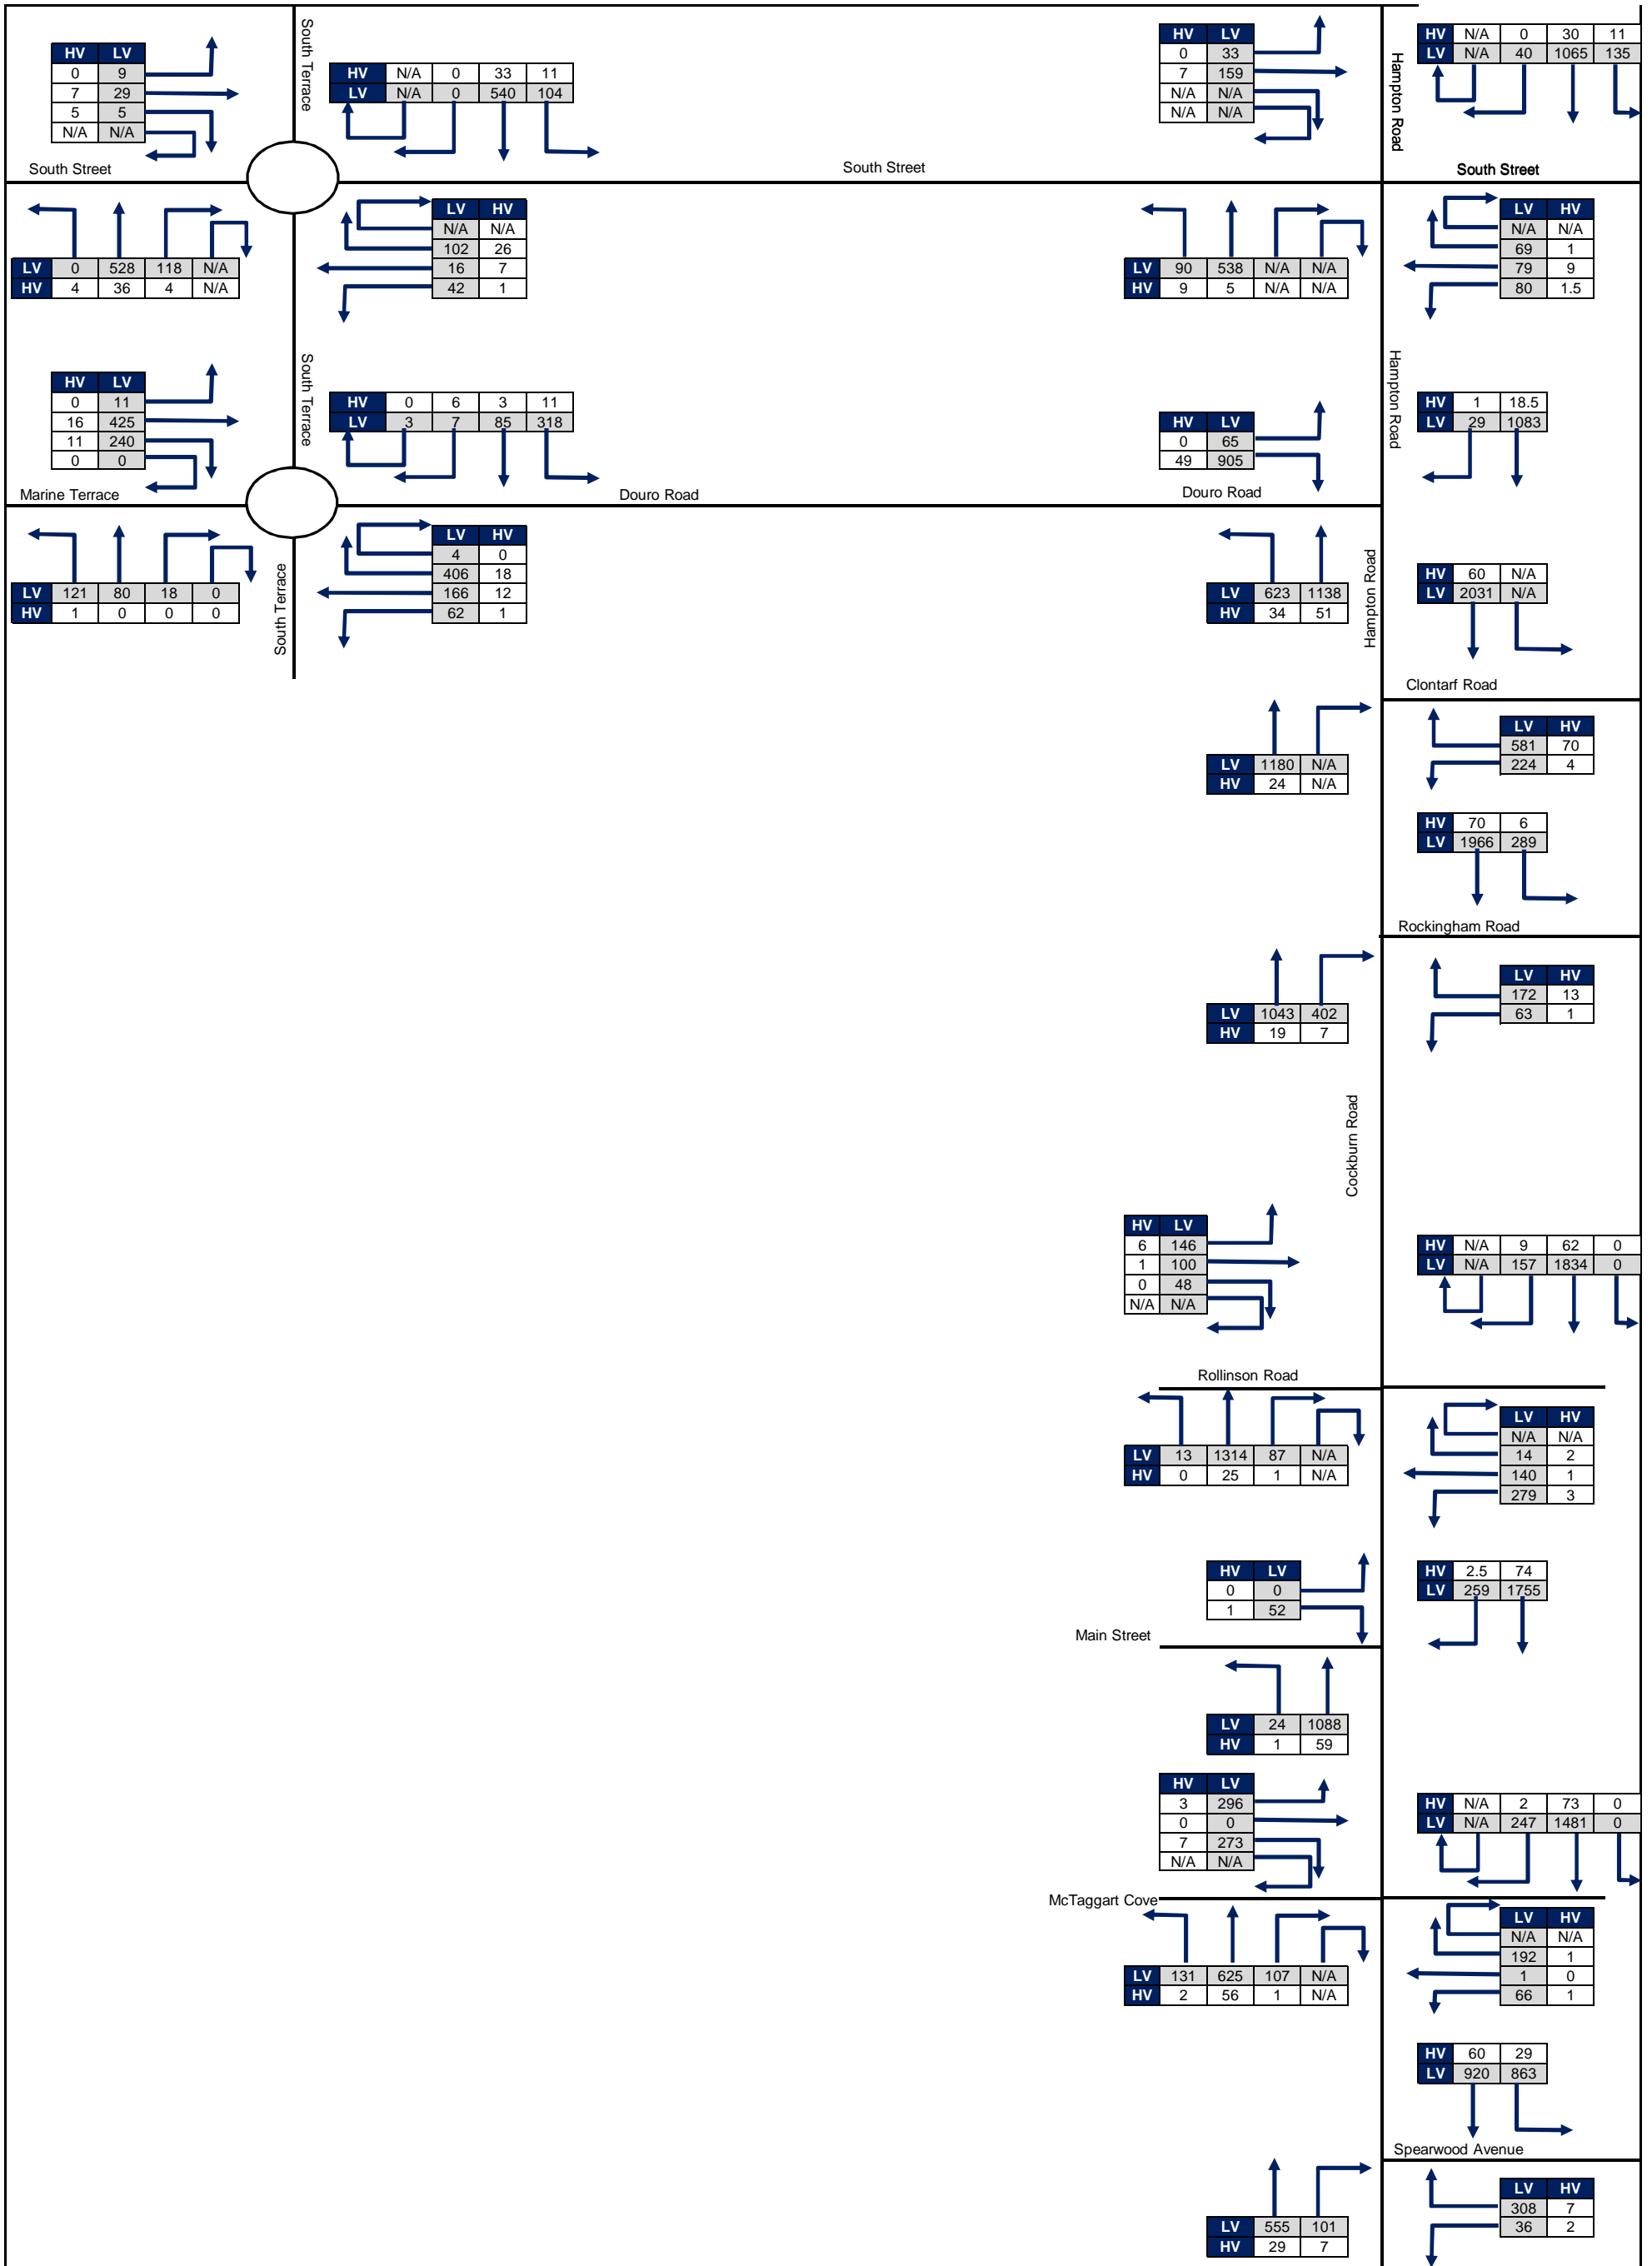 South Terrace
HV LV
0 9
7 29
5 5
N/A N/A
South Street
HV N/A 0 33 11
LV N/A 0 540 104
HV LV
0 33
7 159
N/A N/A
N/A N/A
South Street
Hampton Road
HV N/A 0 30 11
LV N/A 40 1065 135
South Street
LV 0 528 118 N/A
HV 4 36 4 N/A
LV HV
N/A N/A
102 26
16 7
42 1
LV 90 538 N/A N/A
HV 9 5 N/A N/A
LV HV
N/A N/A
69 1
79 9
80 1.5
South Terrace
HV LV
0 11
16 425
11 240
0 0
Marine Terrace
HV 0 6 3 11
LV 3 7 85 318
Douro Road
HV LV
0 65
49 905
Douro Road
Hampton Road
HV 1 18.5
LV 29 1083
LV 121 80 18 0
HV 1 0 0 0
South Terrace
LV HV
4 0
406 18
166 12
62 1
LV 623 1138
HV 34 51
Hampton Road
HV 60 N/A
LV 2031 N/A
Clontarf Road
LV 1180 N/A
HV 24 N/A
LV HV
581 70
224 4
HV 70 6
LV 1966 289
Rockingham Road
LV 1043 402
HV 19 7
LV HV
172 13
63 1
Cockburn Road
HV LV
6 146
1 100
0 48
N/A N/A
HV N/A 9 62 0
LV N/A 157 1834 0
Rollinson Road
LV 13 1314 87 N/A
HV 0 25 1 N/A
LV HV
N/A N/A
14 2
140 1
279 3
HV LV
0 0
1 52
Main Street
HV 2.5 74
LV 259 1755
LV 24 1088
HV 1 59
HV LV
3 296
0 0
7 273
N/A N/A
HV N/A 2 73 0
LV N/A 247 1481 0
McTaggart Cove
LV 131 625 107 N/A
HV 2 56 1 N/A
LV HV
N/A N/A
192 1
1 0
66 1
HV 60 29
LV 920 863
Spearwood Avenue
LV 555 101
HV 29 7
LV HV
308 7
36 2